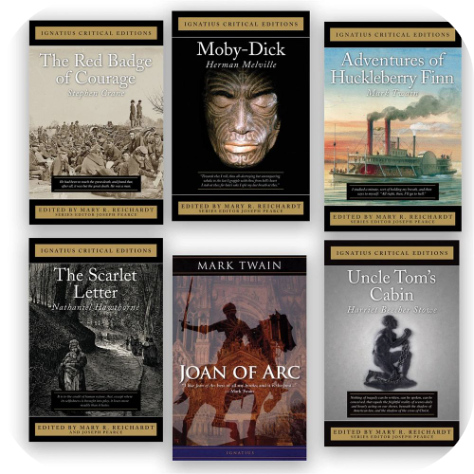 IGNATIUS CRITICAL EDITIONS
The Red Badge
of Courage
Stephen Crane
EDITED BY MARY R. REICHARDT
SERIES EDITOR JOSEPH PEARCE
IGNATIUS CRITICAL EDITIONS
Moby-Dick
Herman Melville
EDITED BY MARY R. REICHARDT
SERIES EDITOR JOSEPH PEARCE
IGNATIUS CRITICAL EDITIONS
Adventures of
Huckleberry Finn
Mark Twain
EDITED BY MARY R. REICHARDT
SERIES EDITOR JOSEPH PEARCE
IGNATIUS CRITICAL EDITIONS
The Scarlet
Letter
Nathaniel Hawthorne
EDITED BY MARY R. REICHARDT
AND JOSEPH PEARCE
MARK TWAIN
JOAN OF ARC
— Mark Twain
IGNATIUS
IGNATIUS CRITICAL EDITIONS
Uncle Tom's
Cabin
Harriet Beecher Stowe
EDITED BY MARY R. REICHARDT
SERIES EDITOR JOSEPH PEARCE